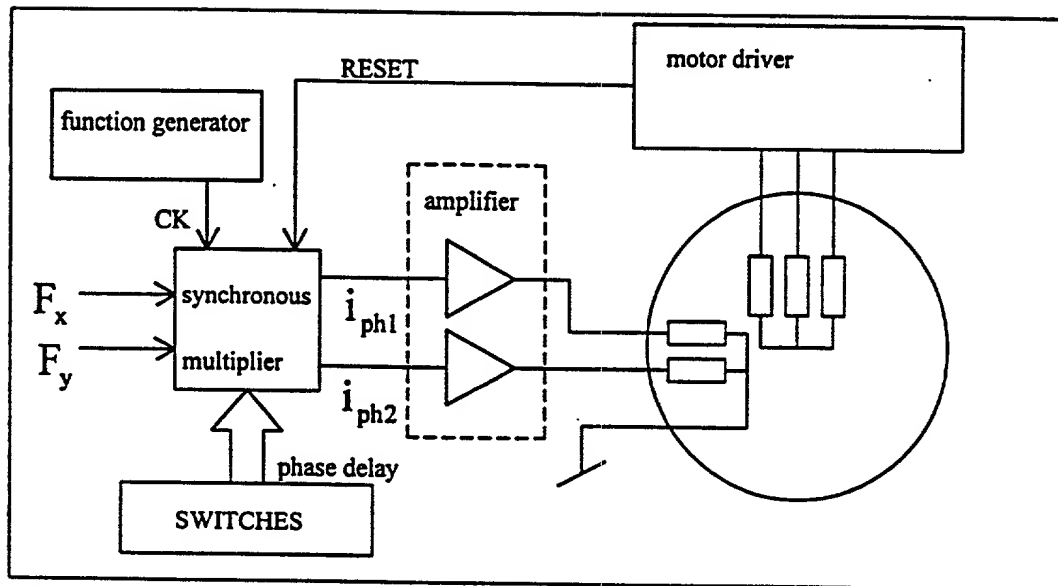 motor driver
RESET
function generator
amplifier
CK
synchronous
F_x
i_ph1
F_y
multiplier
i_ph2
phase delay
SWITCHES